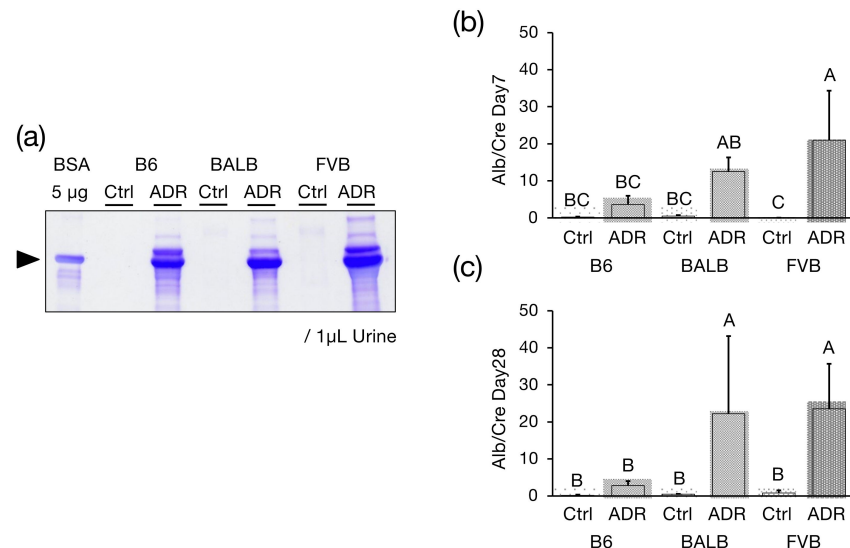 (a)
BSA B6 BALB FVB
5 µg Ctrl ADR Ctrl ADR Ctrl ADR
/ 1µL Urine
(b)
Alb/Cre Day7
50
40
30
20
10
0
BC BC BC AB C A
Ctrl ADR Ctrl ADR Ctrl ADR
B6 BALB FVB
(c)
Alb/Cre Day28
50
40
30
20
10
0
B B B A B A
Ctrl ADR Ctrl ADR Ctrl ADR
B6 BALB FVB